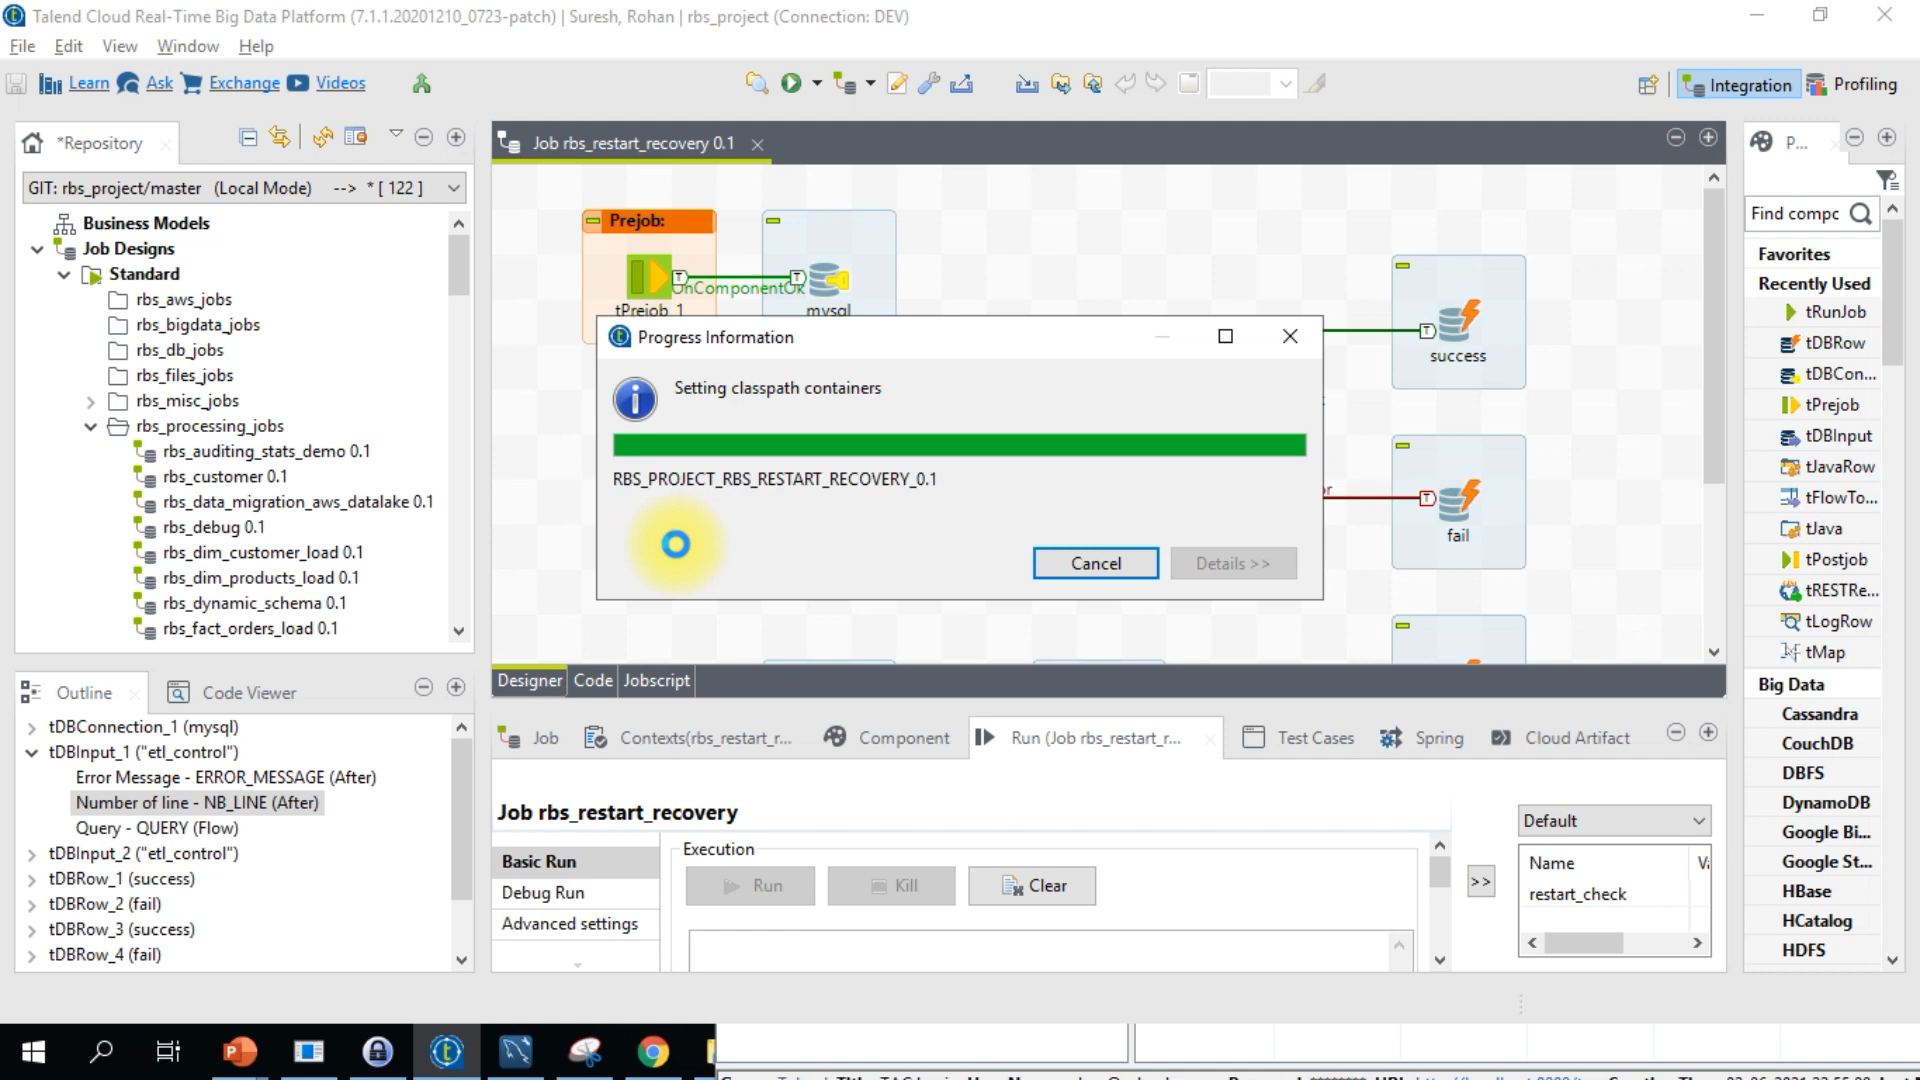 Talend Cloud Real-Time Big Data Platform (7.1.1.20201210_0723-patch) | Suresh, Rohan | rbs_project (Connection: DEV)
File Edit View Window Help
Learn Ask Exchange Videos
Integration Profiling
*Repository
GIT: rbs_project/master (Local Mode) --> * [ 122 ]
Business Models
Job Designs
Standard
rbs_aws_jobs
rbs_bigdata_jobs
rbs_db_jobs
rbs_files_jobs
rbs_misc_jobs
rbs_processing_jobs
rbs_auditing_stats_demo 0.1
rbs_customer 0.1
rbs_data_migration_aws_datalake 0.1
rbs_debug 0.1
rbs_dim_customer_load 0.1
rbs_dim_products_load 0.1
rbs_dynamic_schema 0.1
rbs_fact_orders_load 0.1
Outline Code Viewer
tDBConnection_1 (mysql)
tDBInput_1 ("etl_control")
Error Message - ERROR_MESSAGE (After)
Number of line - NB_LINE (After)
Query - QUERY (Flow)
tDBInput_2 ("etl_control")
tDBRow_1 (success)
tDBRow_2 (fail)
tDBRow_3 (success)
tDBRow_4 (fail)
Job rbs_restart_recovery 0.1
Prejob:
OnComponentOk
tPrejob_1 mysql
success
fail
Progress Information
Setting classpath containers
RBS_PROJECT_RBS_RESTART_RECOVERY_0.1
Cancel Details >>
Designer Code Jobscript
Job Contexts(rbs_restart_r... Component Run (Job rbs_restart_r... Test Cases Spring Cloud Artifact
Job rbs_restart_recovery
Basic Run
Debug Run
Advanced settings
Execution
Run Kill Clear
>>
Default
Name
restart_check
P...
Find compc
Favorites
Recently Used
tRunJob
tDBRow
tDBCon...
tPrejob
tDBInput
tJavaRow
tFlowTo...
tJava
tPostjob
tRESTRe...
tLogRow
tMap
Big Data
Cassandra
CouchDB
DBFS
DynamoDB
Google Bi...
Google St...
HBase
HCatalog
HDFS